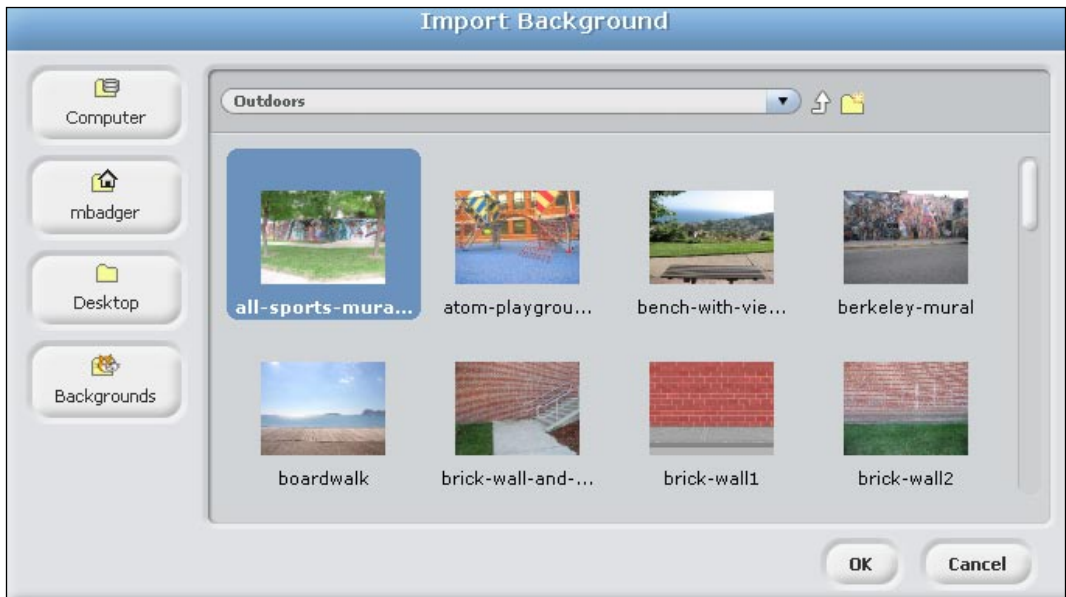 Import Background
Computer
mbadger
Desktop
Backgrounds
Outdoors
all-sports-mura...
atom-playgrou...
bench-with-vie...
berkeley-mural
boardwalk
brick-wall-and-...
brick-wall1
brick-wall2
OK
Cancel